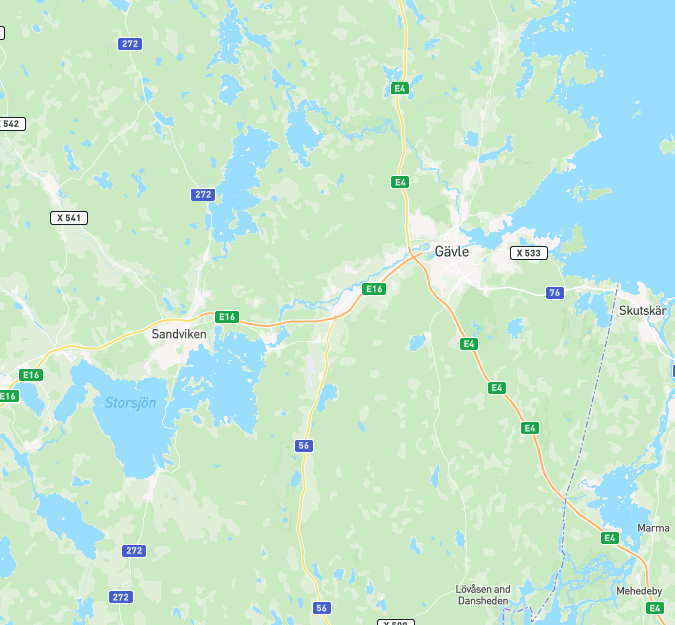 272
E4
542
E4
272
X 541
Gävle
X 533
E16
76
E16
Skutskär
Sandviken
E4
E16
E4
E16
Storsjön
E4
56
Marma
E4
272
Lövåsen and
Dansheden
Mehedeby
272
56
E4